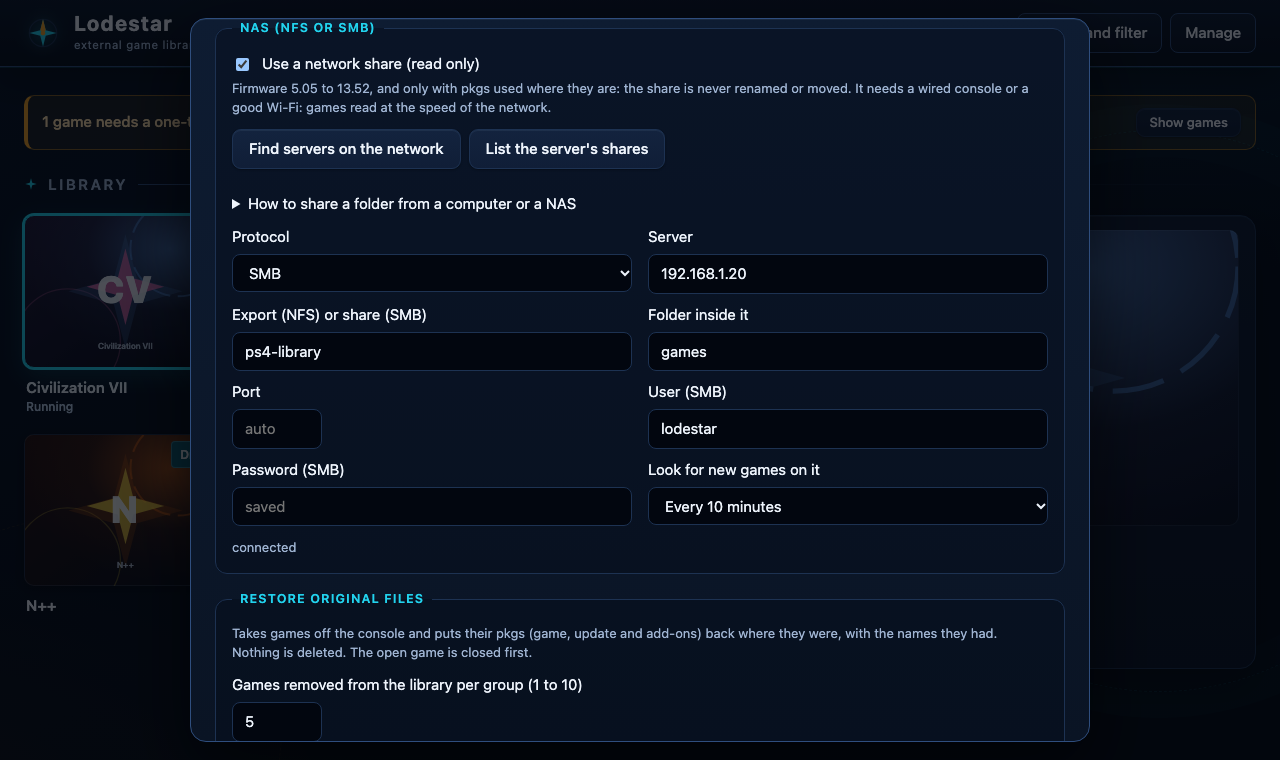 Lodestar
external game libra
and filter
Manage
1 game needs a one-t
Show games
LIBRARY
CV
Civilization VII
Civilization VII
Running
D
N
N++
N++
NAS (NFS OR SMB)
Use a network share (read only)
Firmware 5.05 to 13.52, and only with pkgs used where they are: the share is never renamed or moved. It needs a wired console or a
good Wi-Fi: games read at the speed of the network.
Find servers on the network
List the server's shares
How to share a folder from a computer or a NAS
Protocol
Server
SMB
192.168.1.20
Export (NFS) or share (SMB)
Folder inside it
ps4-library
games
Port
User (SMB)
auto
lodestar
Password (SMB)
Look for new games on it
saved
Every 10 minutes
connected
RESTORE ORIGINAL FILES
Takes games off the console and puts their pkgs (game, update and add-ons) back where they were, with the names they had.
Nothing is deleted. The open game is closed first.
Games removed from the library per group (1 to 10)
5